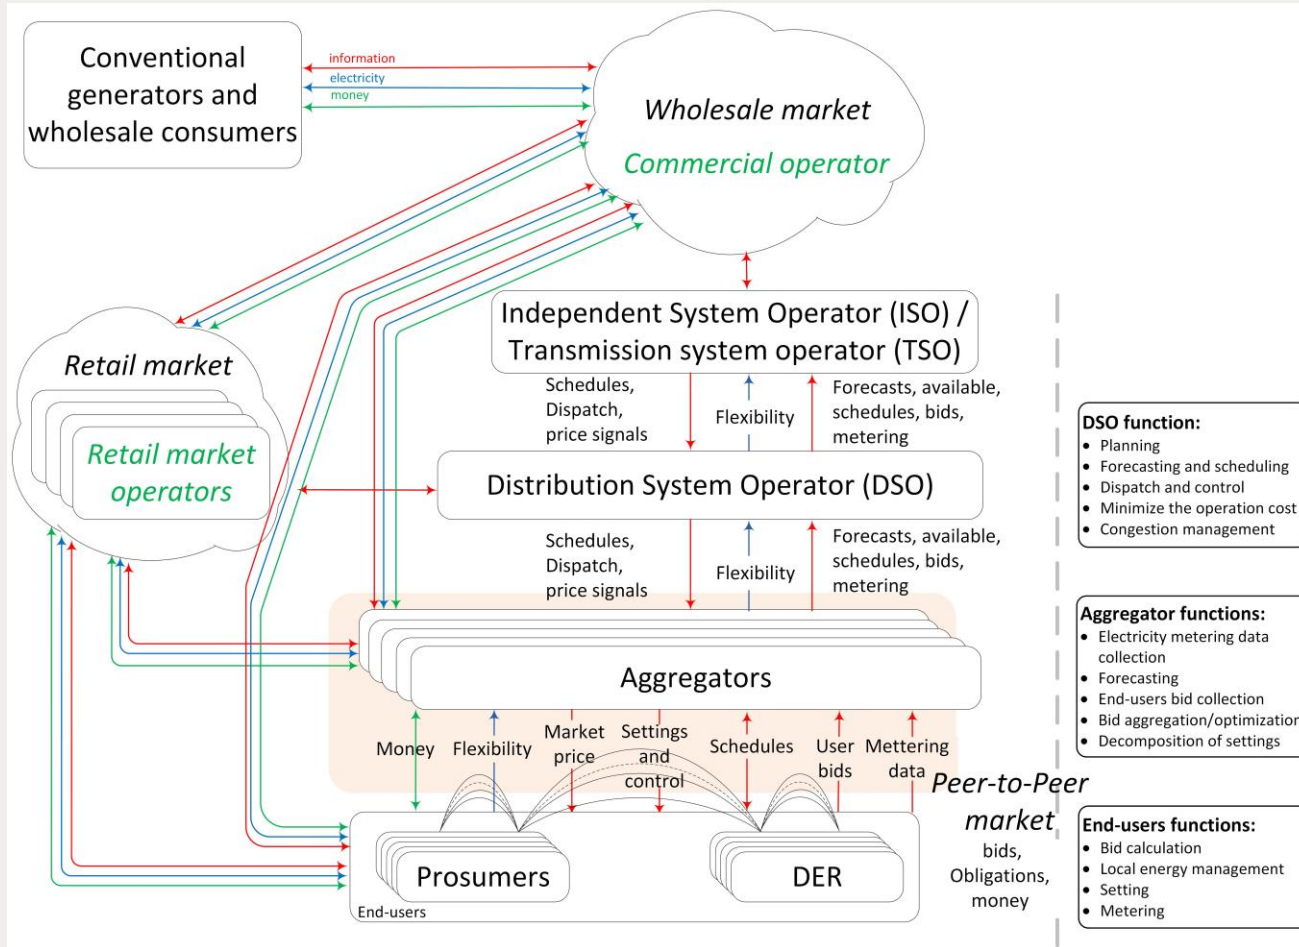 Conventional
generators and
wholesale consumers
information
electricity
money
Wholesale market
Commercial operator
Independent System Operator (ISO) /
Transmission system operator (TSO)
Retail market
Retail market
operators
Schedules,
Dispatch,
price signals
Flexibility
Forecasts, available,
schedules, bids,
metering
Distribution System Operator (DSO)
Schedules,
Dispatch,
price signals
Flexibility
Forecasts, available,
schedules, bids,
metering
Aggregators
Money
Flexibility
Market
price
Settings
and
control
Schedules
User
bids
Mettering
data
Peer-to-Peer
market
bids,
Obligations,
money
Prosumers
DER
End-users
DSO function:
• Planning
• Forecasting and scheduling
• Dispatch and control
• Minimize the operation cost
• Congestion management
Aggregator functions:
• Electricity metering data
collection
• Forecasting
• End-users bid collection
• Bid aggregation/optimization
• Decomposition of settings
End-users functions:
• Bid calculation
• Local energy management
• Setting
• Metering